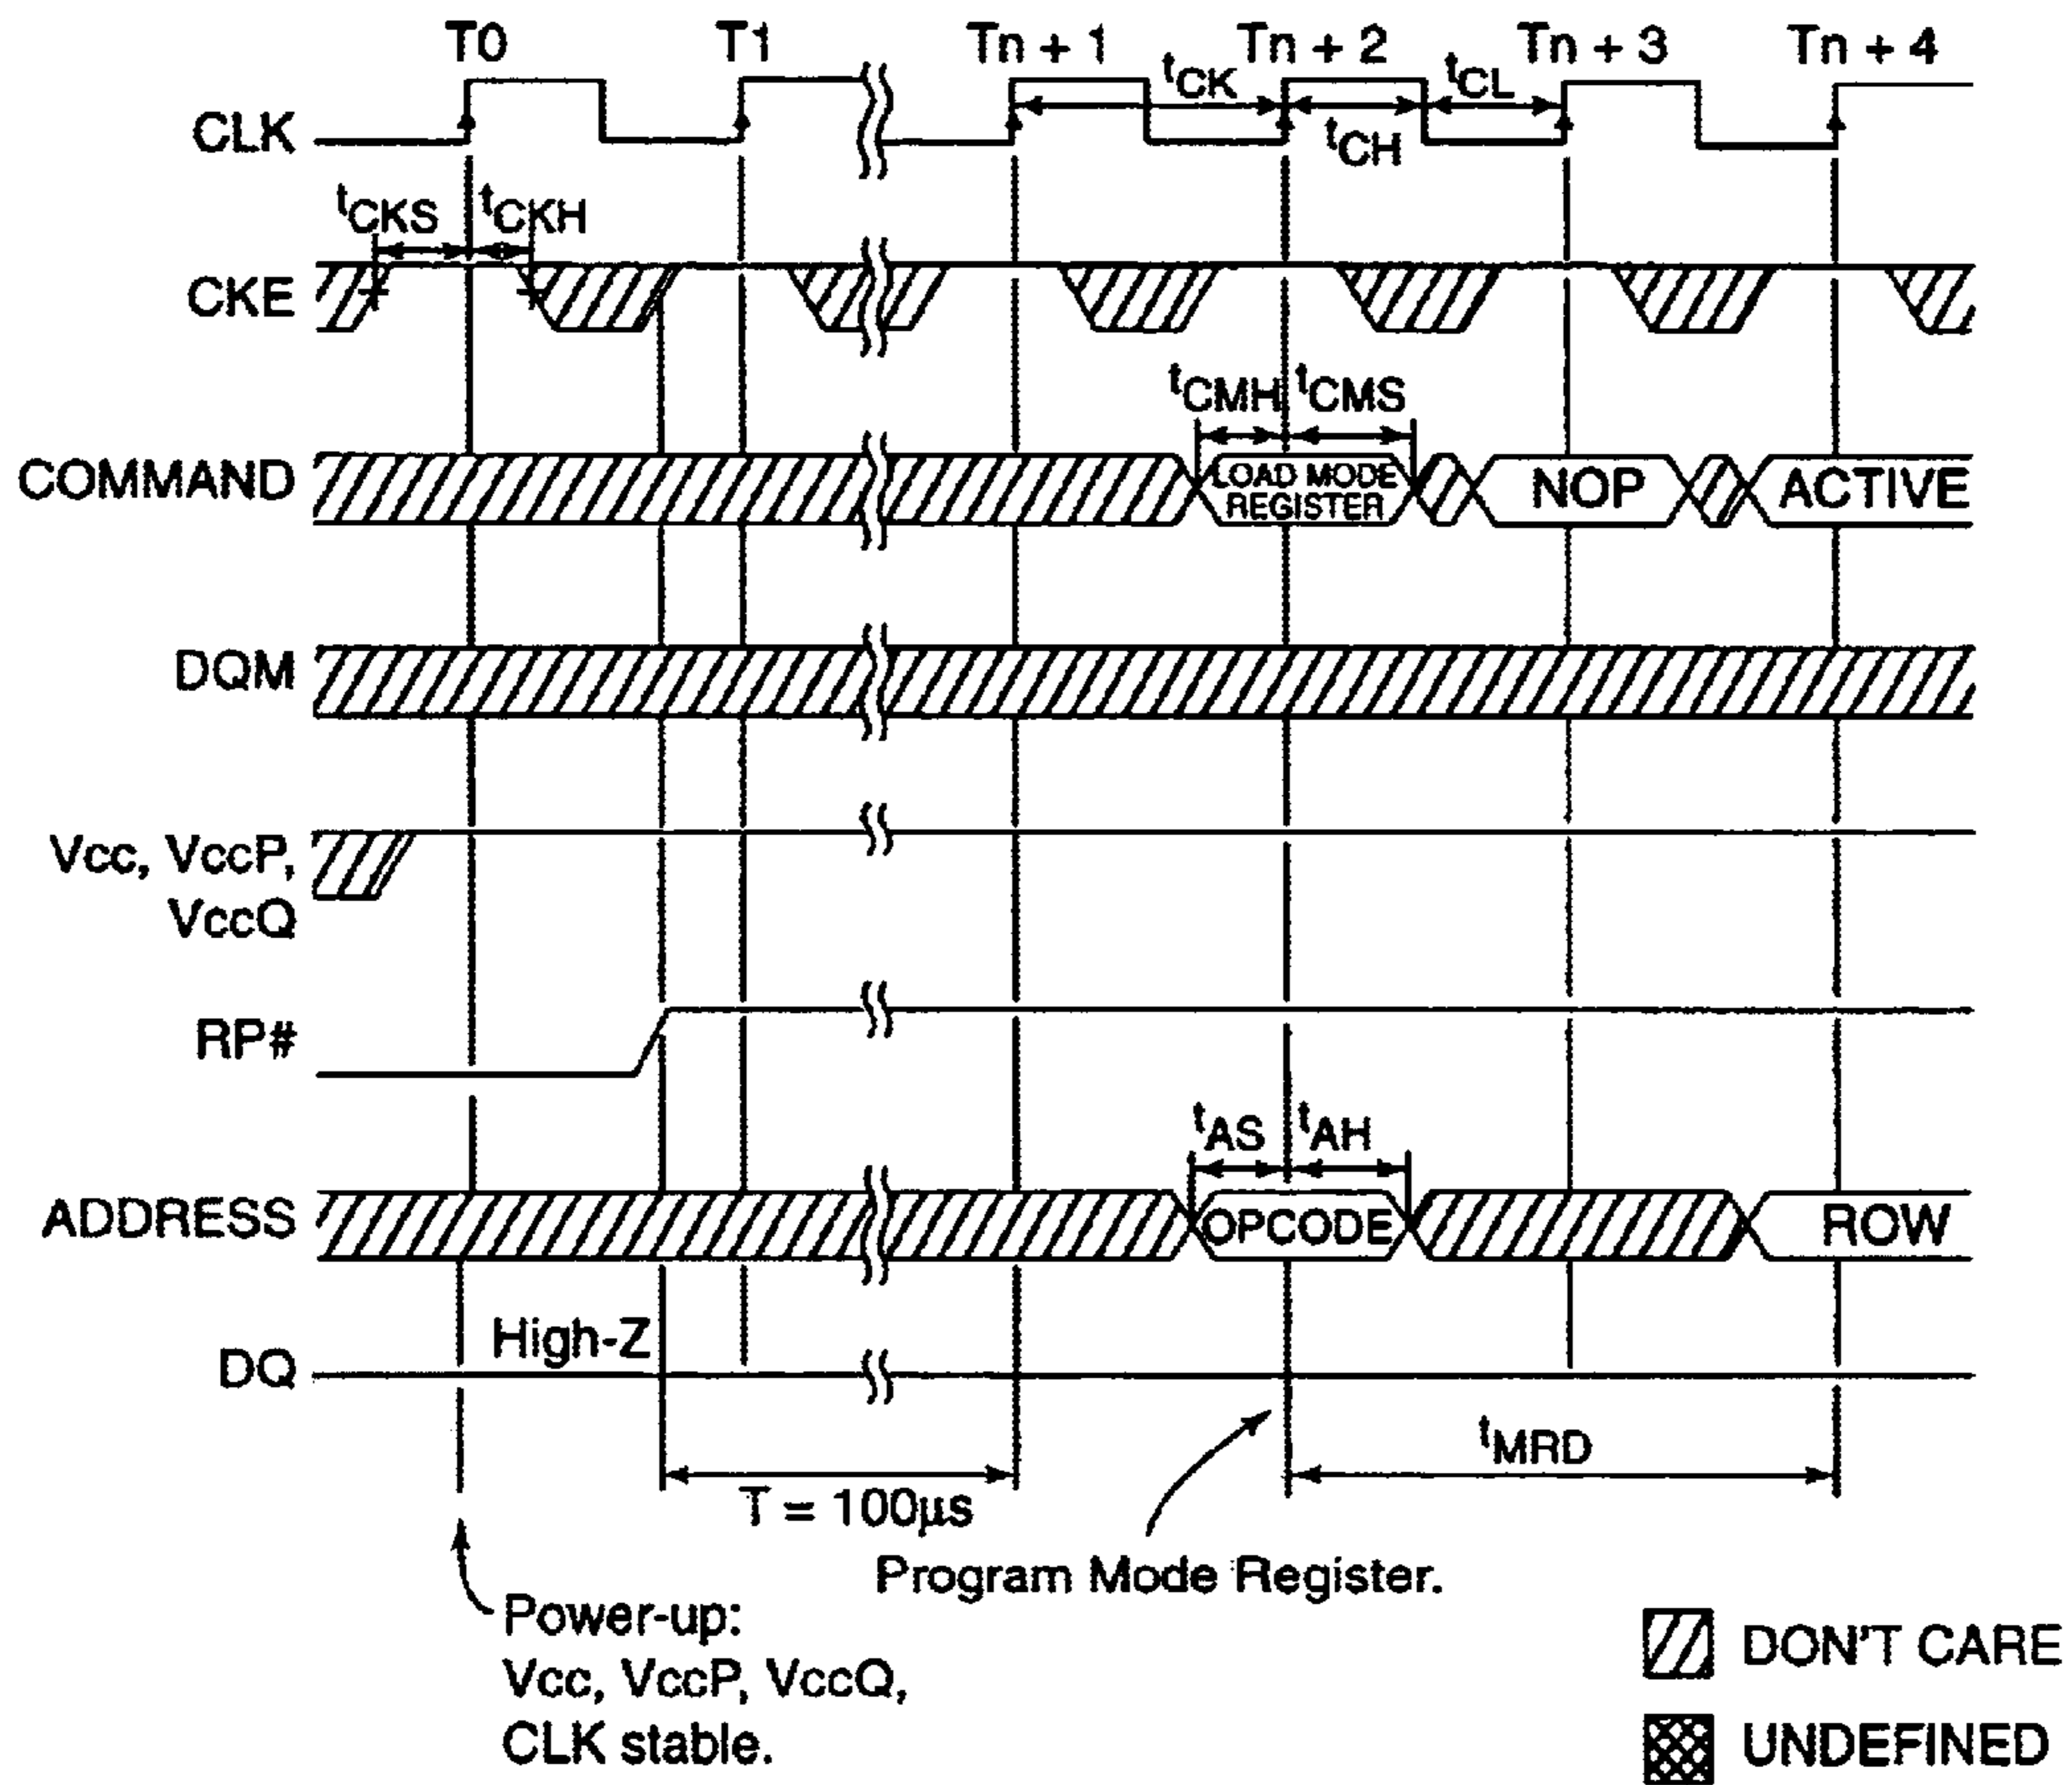 T0 T1 Tn + 1 Tn + 2 Tn + 3 Tn + 4
tCK tCL
CLK
tCH
tCKS tCKH
CKE
tCMH tCMS
COMMAND LOAD MODE REGISTER NOP ACTIVE
DQM
Vcc, VccP,
VccQ
RP#
tAS tAH
ADDRESS OPCODE ROW
High-Z
DQ
tMRD
T = 100µs
Program Mode Register.
Power-up:
Vcc, VccP, VccQ,
CLK stable.
DON'T CARE
UNDEFINED